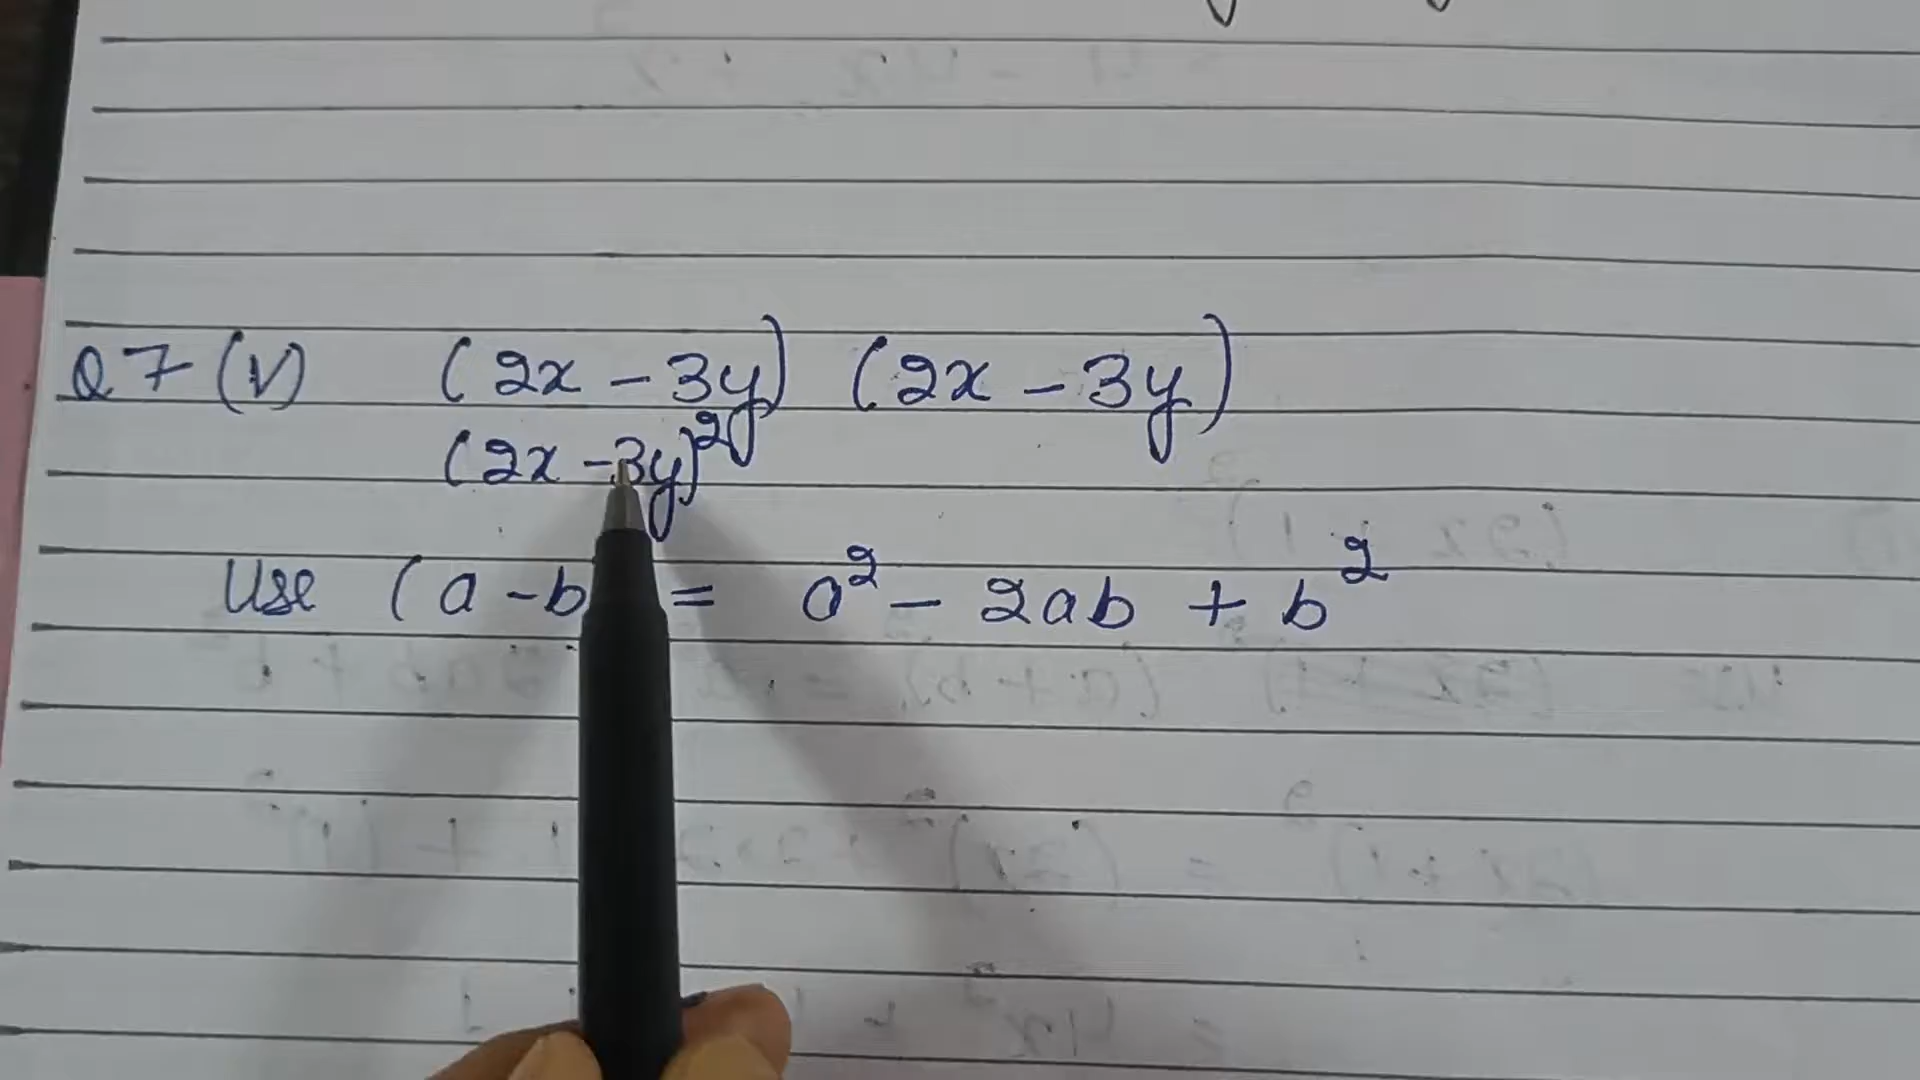 Q7 (V) (2x - 3y) (2x - 3y)
(2x - 3y)²
Use (a - b = a² - 2ab + b²